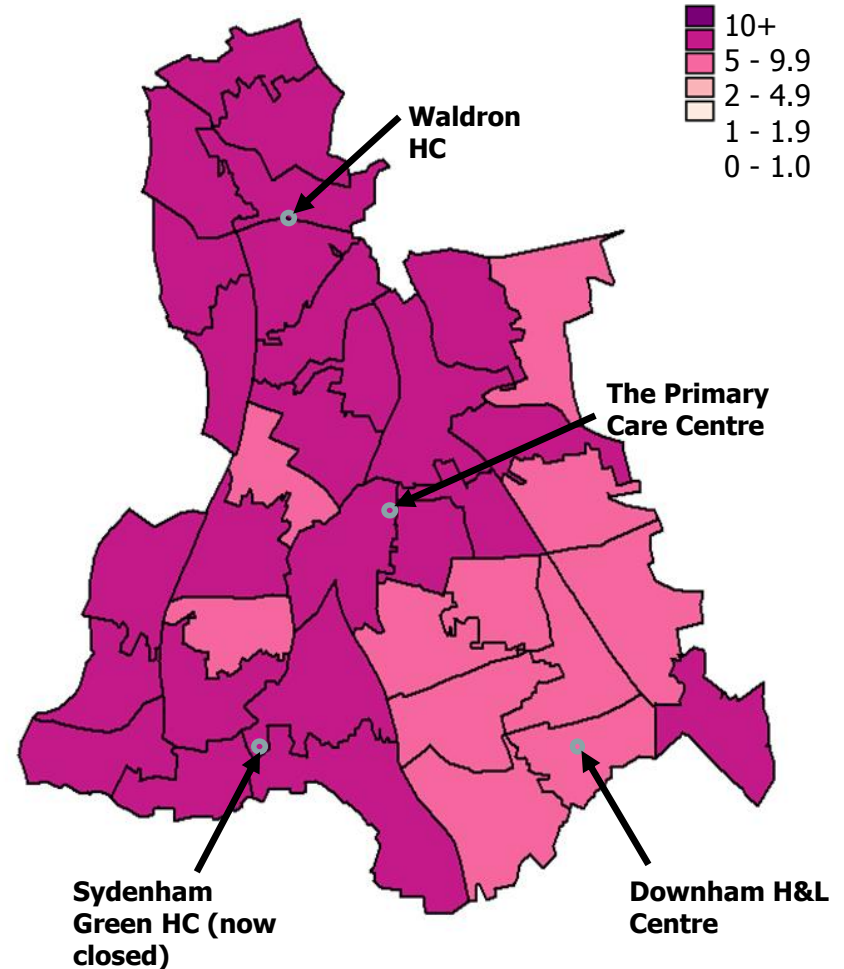 10+
5 - 9.9
2 - 4.9
1 - 1.9
0 - 1.0
Waldron
HC
The Primary
Care Centre
Sydenham
Green HC (now
closed)
Downham H&L
Centre